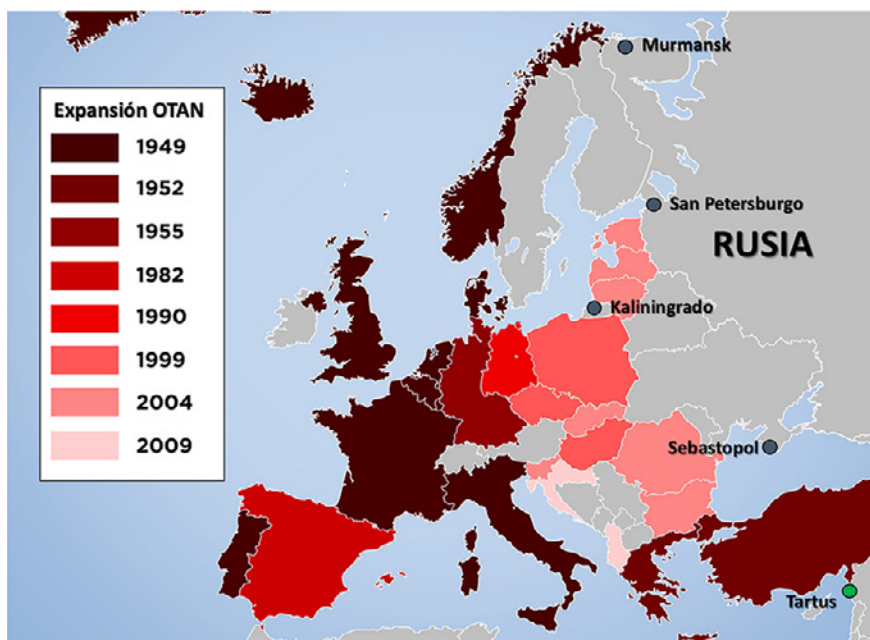 Expansión OTAN
1949
1952
1955
1982
1990
1999
2004
2009
Murmansk
San Petersburgo
RUSIA
Kaliningrado
Sebastopol
Tartus